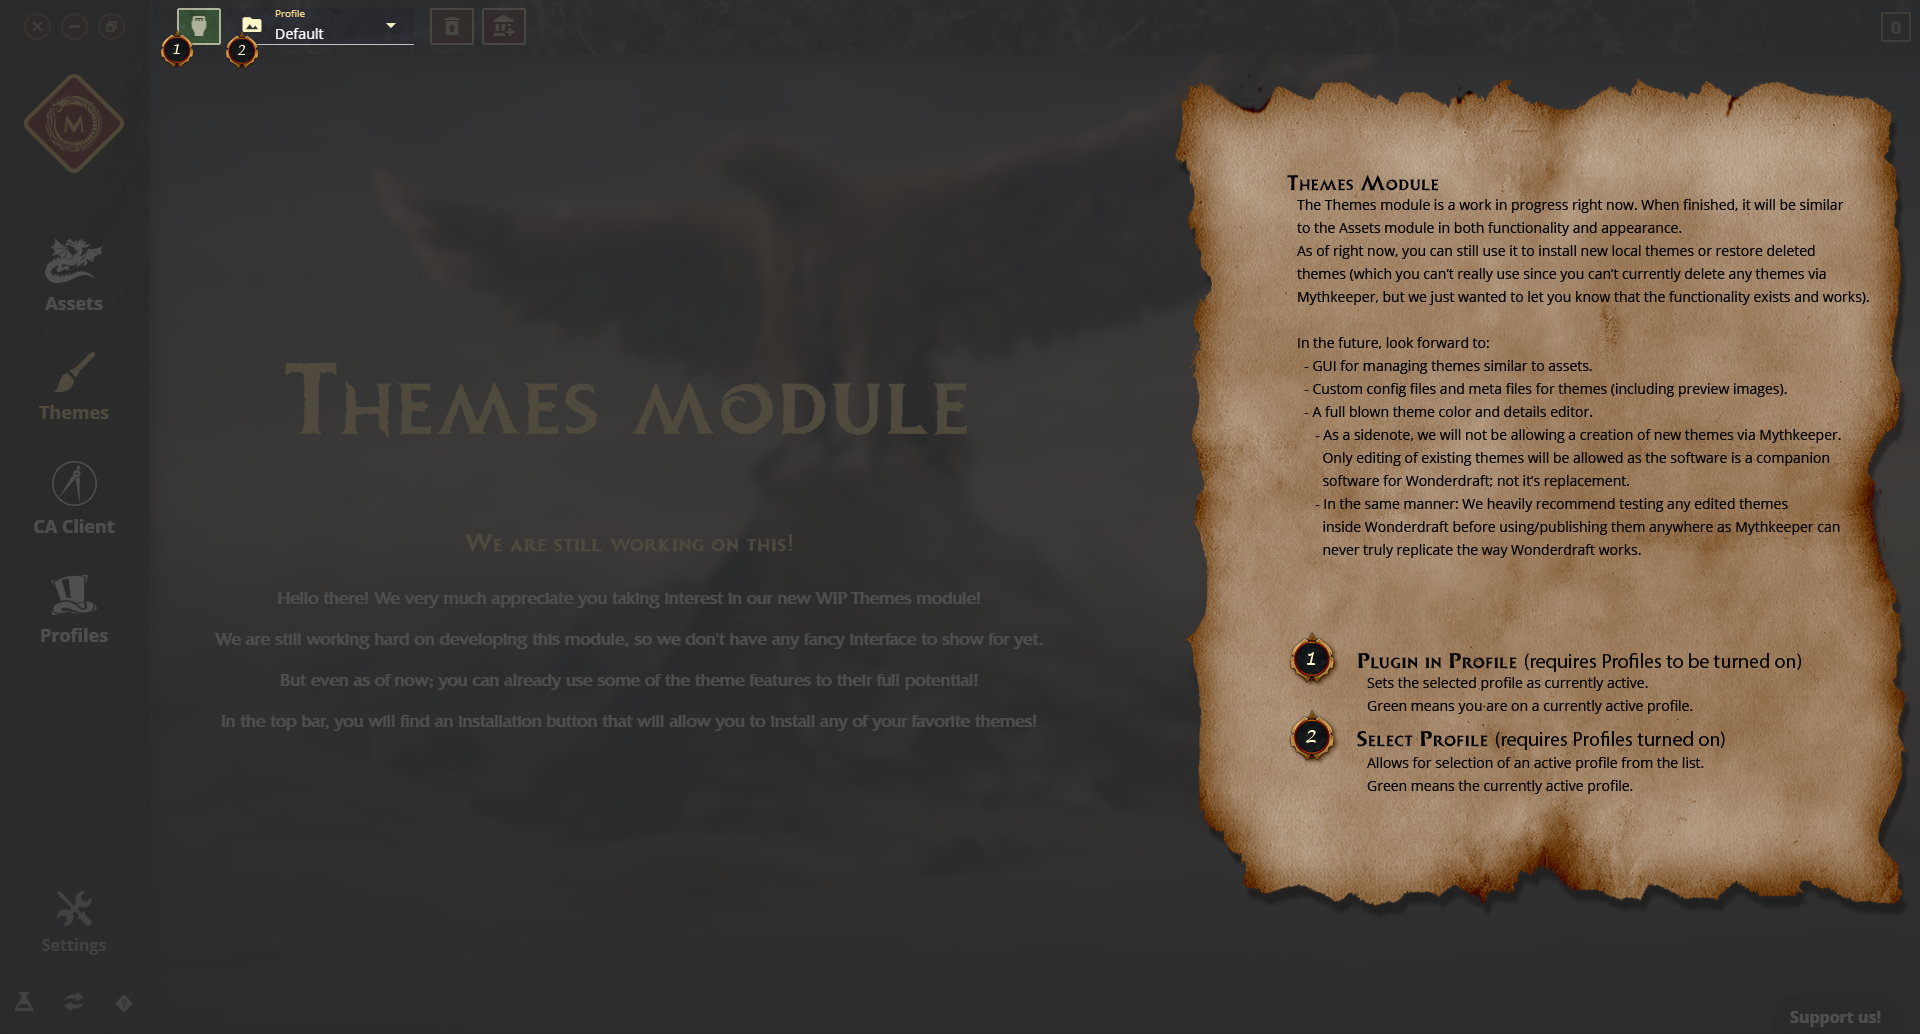 Profile
Default
1
2
0
M
Assets
Themes
CA Client
Profiles
Settings
Themes module
We are still working on this!
Hello there! We very much appreciate you taking interest in our new WIP Themes module!
We are still working hard on developing this module, so we don't have any fancy interface to show for yet.
But even as of now; you can already use some of the theme features to their full potential!
In the top bar, you will find an installation button that will allow you to install any of your favorite themes!
Themes Module
The Themes module is a work in progress right now. When finished, it will be similar
to the Assets module in both functionality and appearance.
As of right now, you can still use it to install new local themes or restore deleted
themes (which you can't really use since you can't currently delete any themes via
Mythkeeper, but we just wanted to let you know that the functionality exists and works).
In the future, look forward to:
- GUI for managing themes similar to assets.
- Custom config files and meta files for themes (including preview images).
- A full blown theme color and details editor.
- As a sidenote, we will not be allowing a creation of new themes via Mythkeeper.
Only editing of existing themes will be allowed as the software is a companion
software for Wonderdraft; not it's replacement.
- In the same manner: We heavily recommend testing any edited themes
inside Wonderdraft before using/publishing them anywhere as Mythkeeper can
never truly replicate the way Wonderdraft works.
1 Plugin in Profile (requires Profiles to be turned on)
Sets the selected profile as currently active.
Green means you are on a currently active profile.
2 Select Profile (requires Profiles turned on)
Allows for selection of an active profile from the list.
Green means the currently active profile.
Support us!